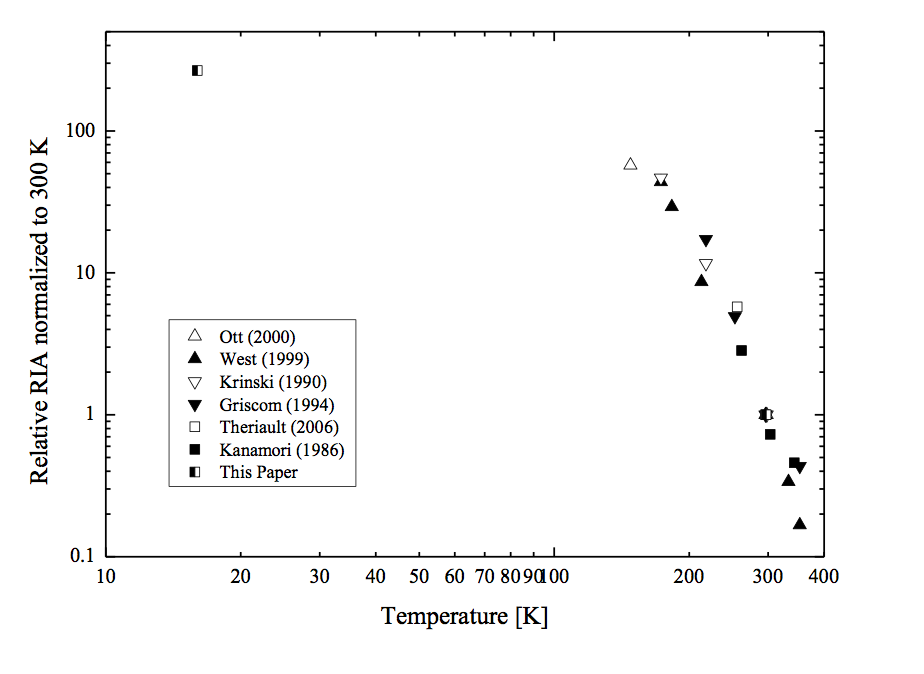 Relative RIA normalized to 300 K
100
10
1
0.1
Ott (2000)
West (1999)
Krinski (1990)
Griscom (1994)
Theriault (2006)
Kanamori (1986)
This Paper
10 20 30 40 50 60 70 80 90 100 200 300 400
Temperature [K]